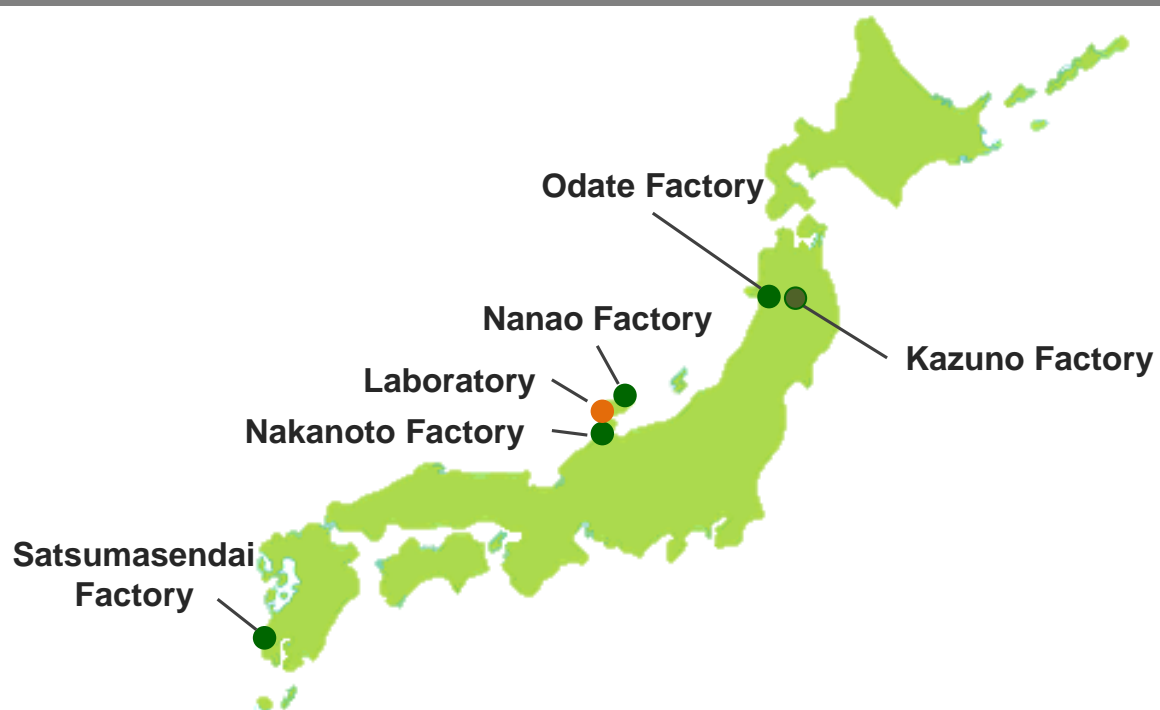 Odate Factory
Nanao Factory
Kazuno Factory
Laboratory
Nakanoto Factory
Satsumasendai
Factory